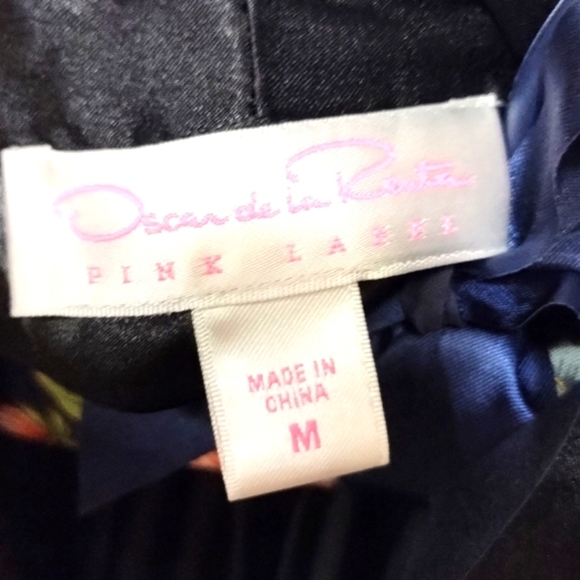 Oscar de la Renta
PINK LABEL
MADE IN
CHINA
M